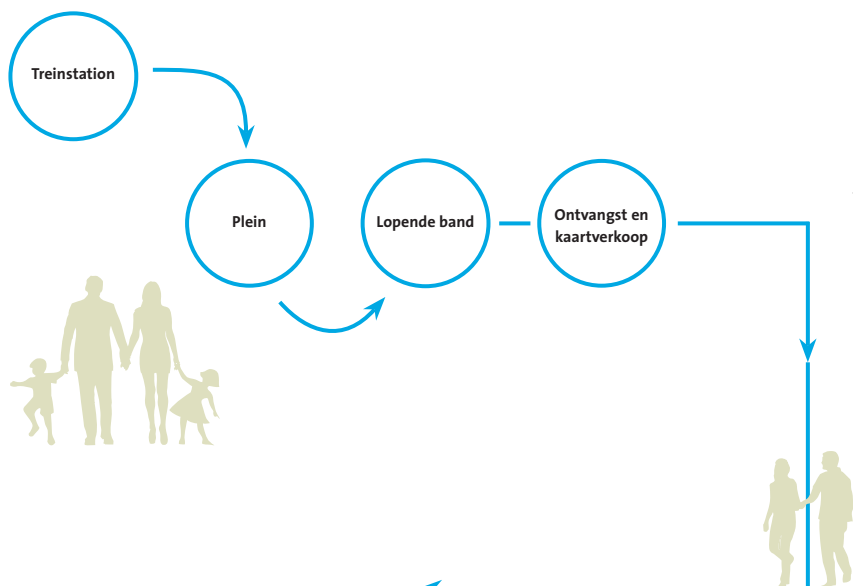 Treinstation
Plein
Lopende band
Ontvangst en
kaartverkoop